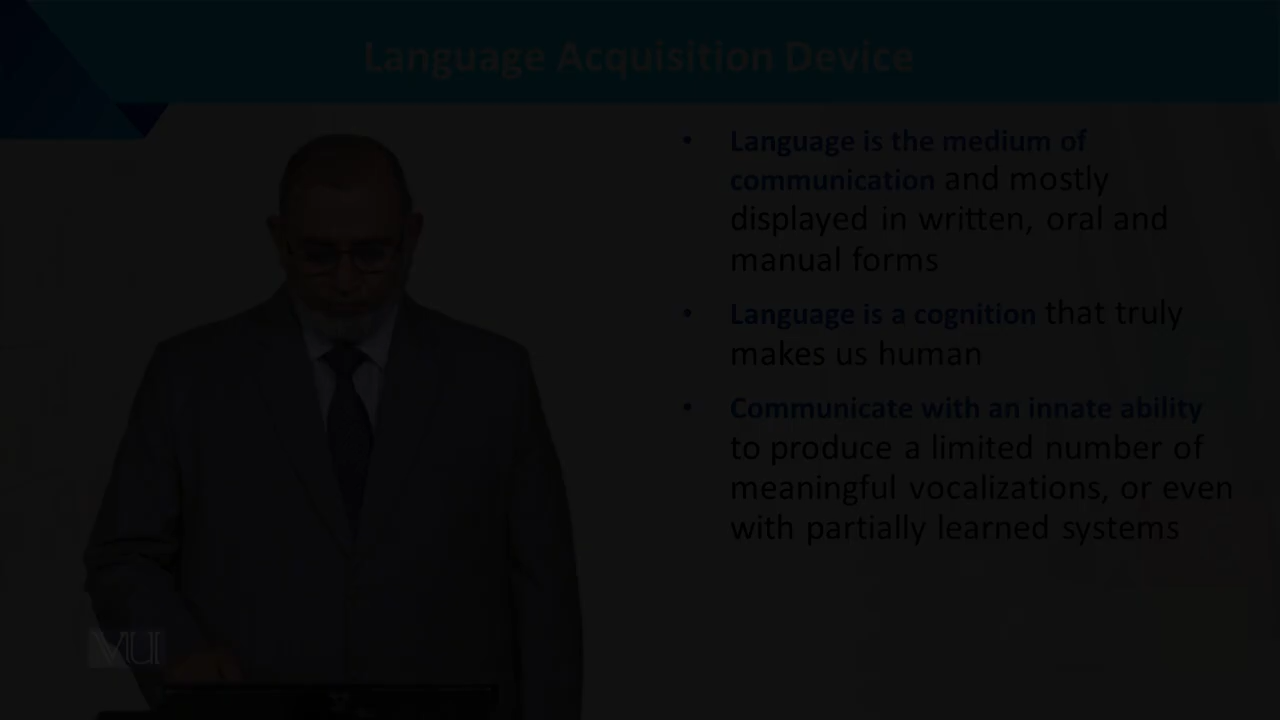 Language Acquisition Device
• Language is the medium of
communication and mostly
displayed in written, oral and
manual forms
• Language is a cognition that truly
makes us human
• Communicate with an innate ability
to produce a limited number of
meaningful vocalizations, or even
with partially learned systems
VU